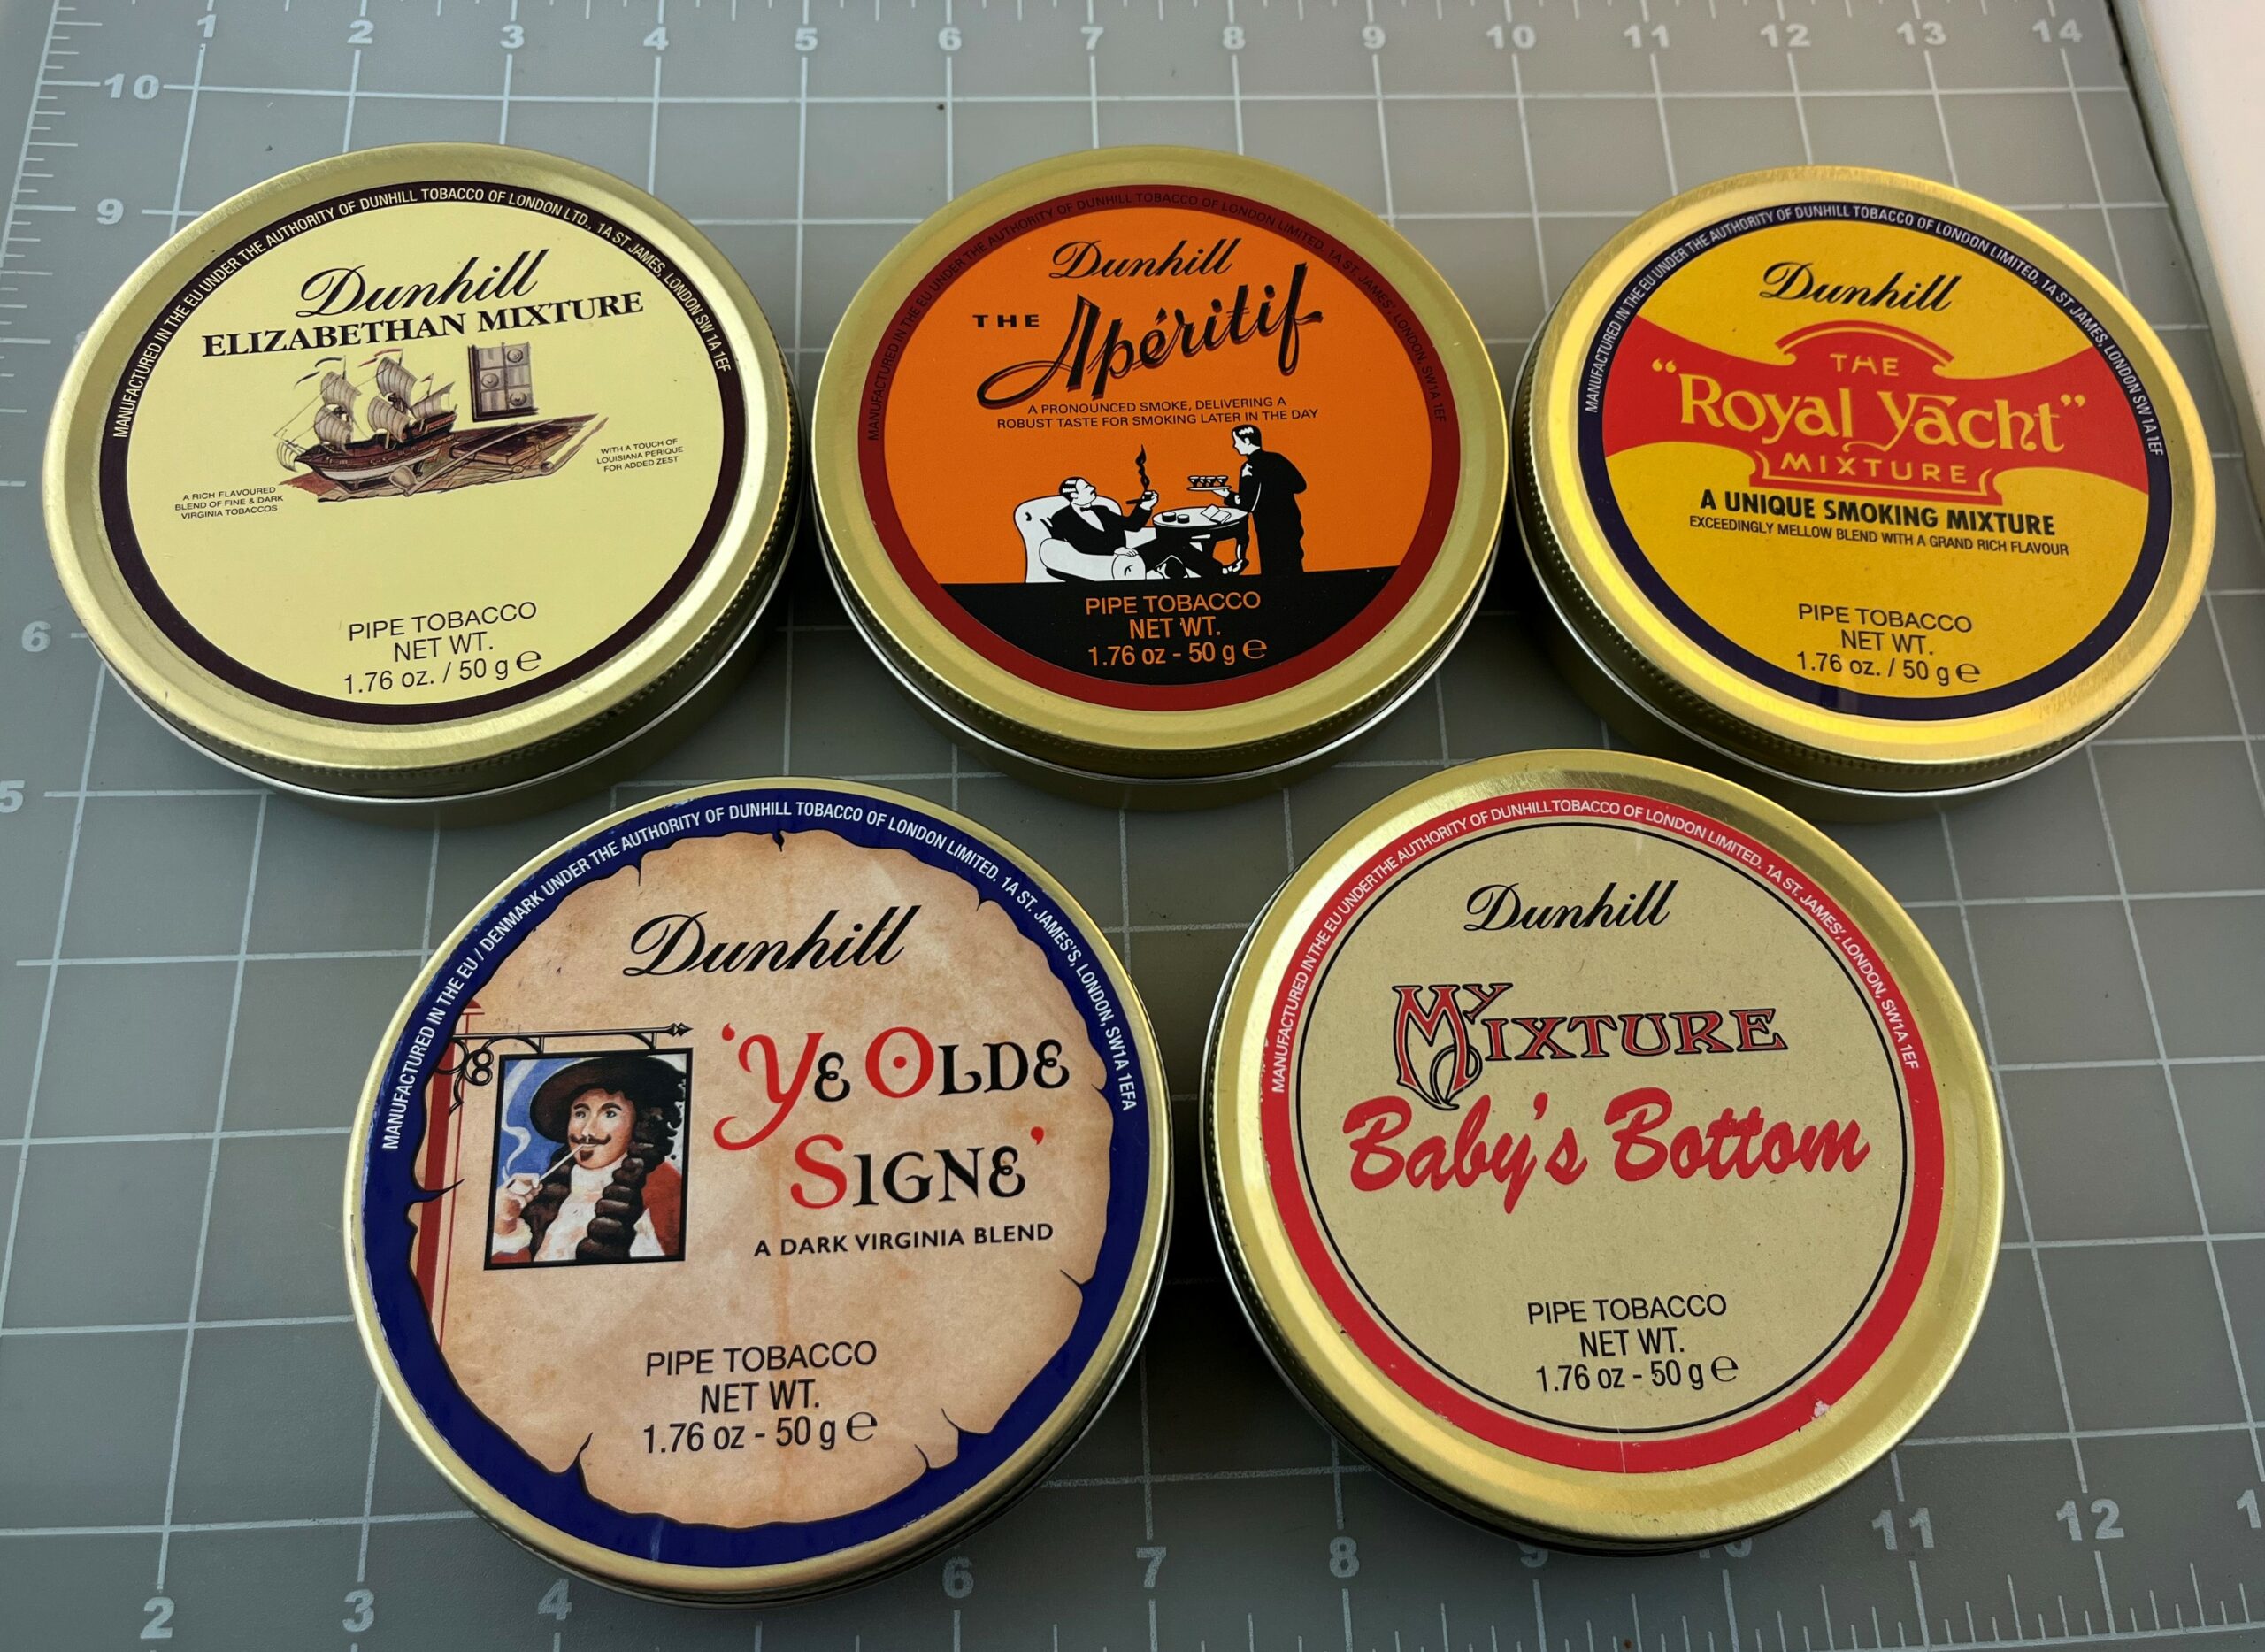 1 2 3 4 5 6 7 8 9 10 11 12 13 14
10
9
6
5
MANUFACTURED IN THE EU UNDER THE AUTHORITY OF DUNHILL TOBACCO OF LONDON LTD., 1A ST JAMES, LONDON SW1A 1EF
Dunhill
ELIZABETHAN MIXTURE
A RICH FLAVOURED
BLEND OF FINE & DARK
VIRGINIA TOBACCOS
WITH A TOUCH OF
LOUISIANA PERIQUE
FOR ADDED ZEST
PIPE TOBACCO
NET WT.
1.76 oz. / 50 g e
MANUFACTURED IN THE EU UNDER THE AUTHORITY OF DUNHILL TOBACCO OF LONDON LIMITED, 1A ST. JAMES' LONDON, SW1A 1EF
Dunhill
THE Apéritif
A PRONOUNCED SMOKE, DELIVERING A
ROBUST TASTE FOR SMOKING LATER IN THE DAY
PIPE TOBACCO
NET WT.
1.76 oz - 50 g e
MANUFACTURED IN THE EU UNDER THE AUTHORITY OF DUNHILL TOBACCO OF LONDON LIMITED, 1A ST JAMES, LONDON SW1A 1EF
Dunhill
THE
"Royal Yacht"
MIXTURE
A UNIQUE SMOKING MIXTURE
EXCEEDINGLY MELLOW BLEND WITH A GRAND RICH FLAVOUR
PIPE TOBACCO
NET WT.
1.76 oz. / 50 g e
MANUFACTURED IN THE EU / DENMARK UNDER THE AUTHORITY OF DUNHILL TOBACCO OF LONDON LIMITED. 1A ST. JAMES'S, LONDON, SW1A 1EFA
Dunhill
'YE OLDE
SIGNE'
A DARK VIRGINIA BLEND
PIPE TOBACCO
NET WT.
1.76 oz - 50 g e
MANUFACTURED IN THE EU UNDER THE AUTHORITY OF DUNHILL TOBACCO OF LONDON LIMITED. 1A ST. JAMES' LONDON, SW1A 1EF
Dunhill
MY MIXTURE
Baby's Bottom
PIPE TOBACCO
NET WT.
1.76 oz - 50 g e
2 3 4 6 7 8 9 10 11 12